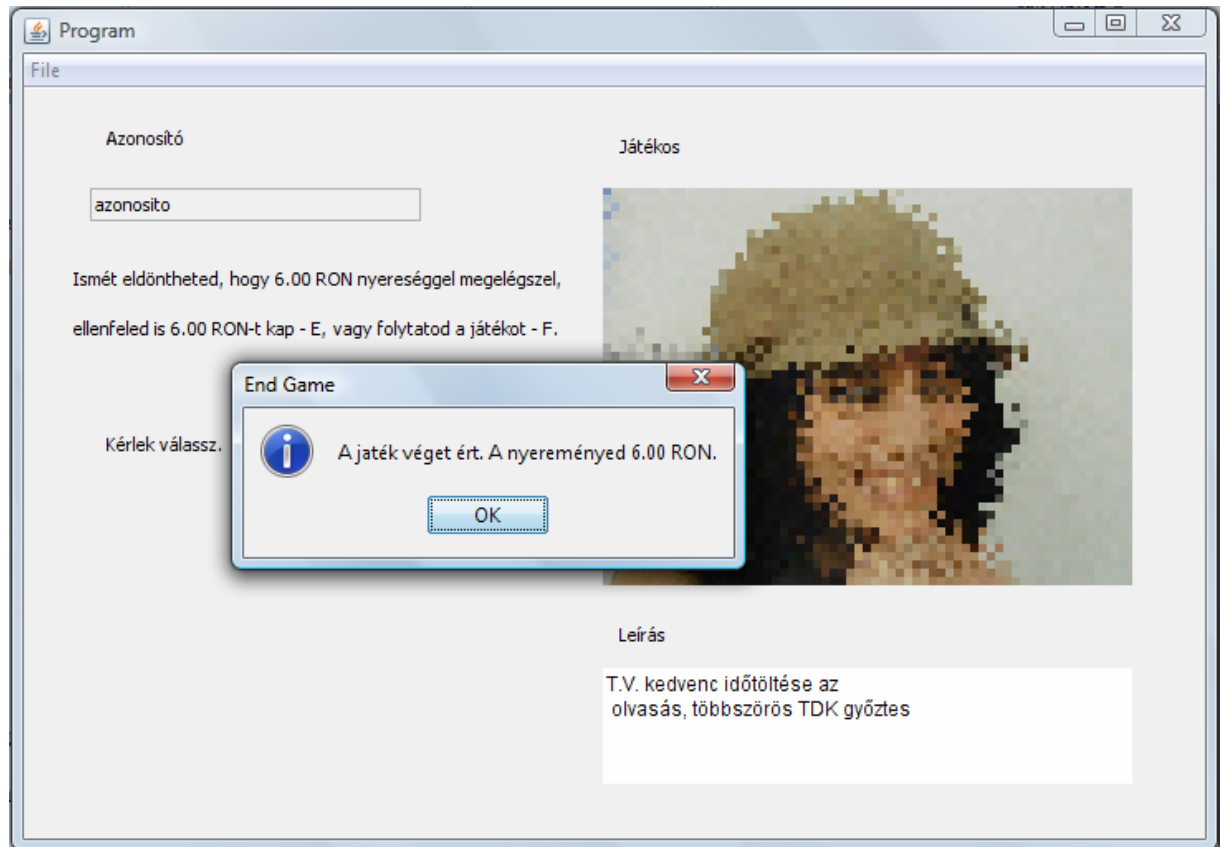 Program
File
Azonosító
Játékos
azonosito
Ismét eldöntheted, hogy 6.00 RON nyereséggel megelégszel,
ellenfeled is 6.00 RON-t kap - E, vagy folytatod a játékot - F.
End Game
Kérlek válassz.
A jaték véget ért. A nyereményed 6.00 RON.
OK
Leírás
T.V. kedvenc időtöltése az
olvasás, többszörös TDK győztes